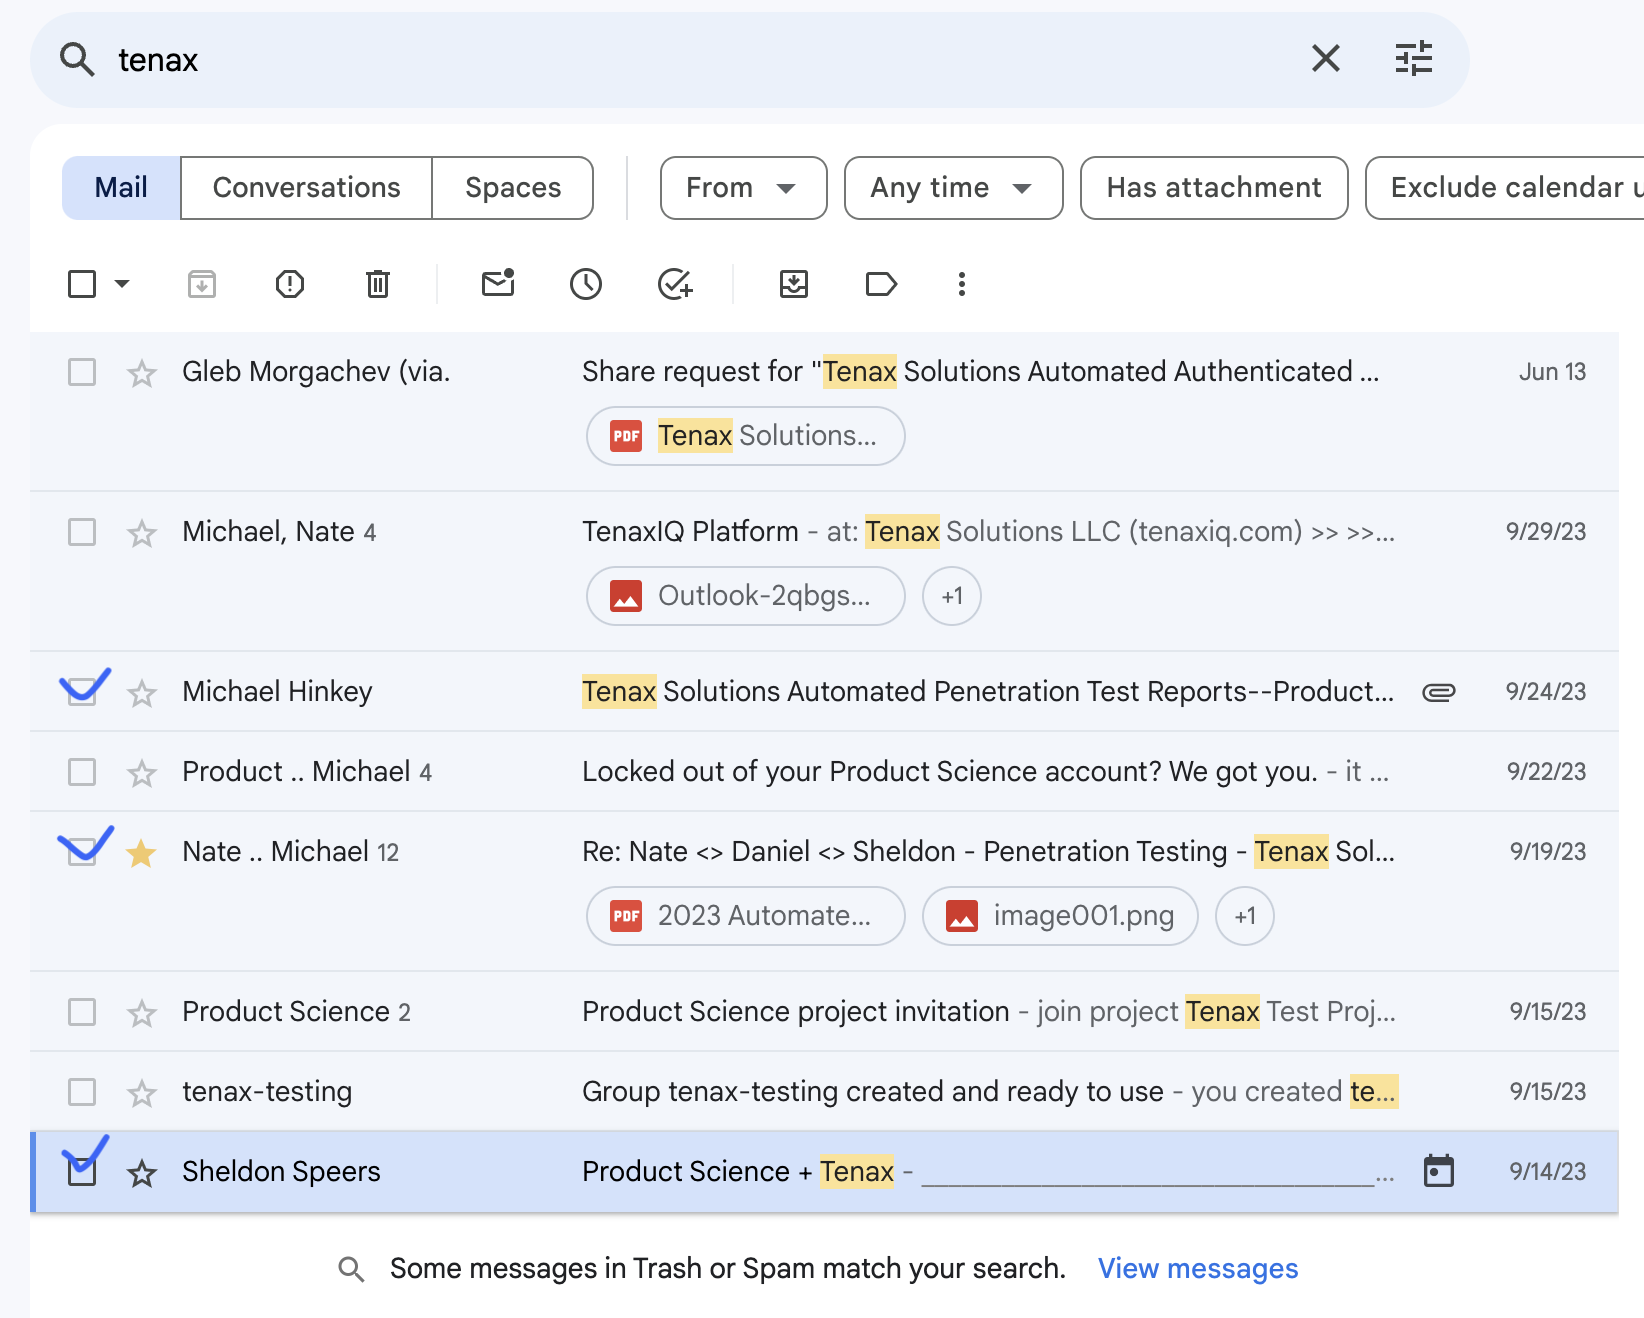 tenax
Mail Conversations Spaces From Any time Has attachment Exclude calendar u
Gleb Morgachev (via. Share request for "Tenax Solutions Automated Authenticated ... Jun 13
PDF Tenax Solutions...
Michael, Nate 4 TenaxIQ Platform - at: Tenax Solutions LLC (tenaxiq.com) >> >>... 9/29/23
Outlook-2qbgs... +1
Michael Hinkey Tenax Solutions Automated Penetration Test Reports--Product... 9/24/23
Product .. Michael 4 Locked out of your Product Science account? We got you. - it ... 9/22/23
Nate .. Michael 12 Re: Nate <> Daniel <> Sheldon - Penetration Testing - Tenax Sol... 9/19/23
PDF 2023 Automate... image001.png +1
Product Science 2 Product Science project invitation - join project Tenax Test Proj... 9/15/23
tenax-testing Group tenax-testing created and ready to use - you created te... 9/15/23
Sheldon Speers Product Science + Tenax - ________________________________... 9/14/23
Some messages in Trash or Spam match your search. View messages